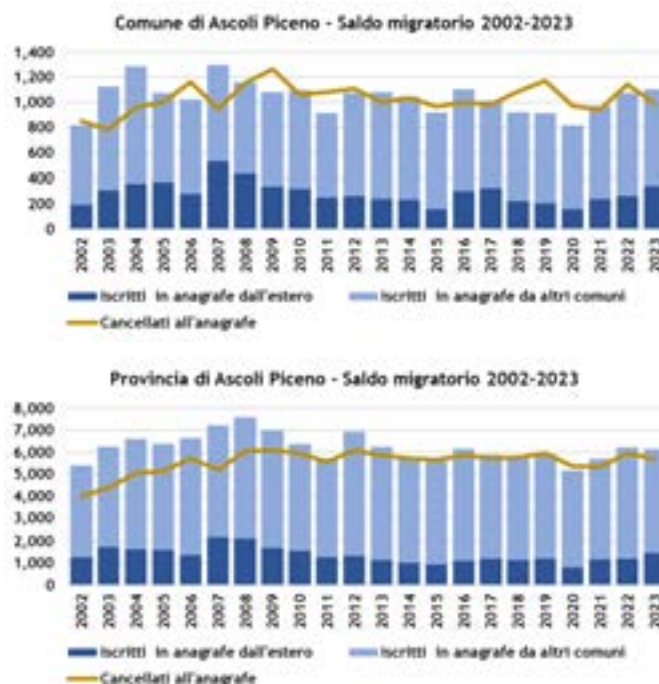 Comune di Ascoli Piceno - Saldo migratorio 2002-2023
1,400
1,200
1,000
800
600
400
200
0
2002 2003 2004 2005 2006 2007 2008 2009 2010 2011 2012 2013 2014 2015 2016 2017 2018 2019 2020 2021 2022 2023
Iscritti in anagrafe dall'estero Iscritti in anagrafe da altri comuni
Cancellati all'anagrafe
Provincia di Ascoli Piceno - Saldo migratorio 2002-2023
8,000
7,000
6,000
5,000
4,000
3,000
2,000
1,000
0
2002 2003 2004 2005 2006 2007 2008 2009 2010 2011 2012 2013 2014 2015 2016 2017 2018 2019 2020 2021 2022 2023
Iscritti in anagrafe dall'estero Iscritti in anagrafe da altri comuni
Cancellati all'anagrafe